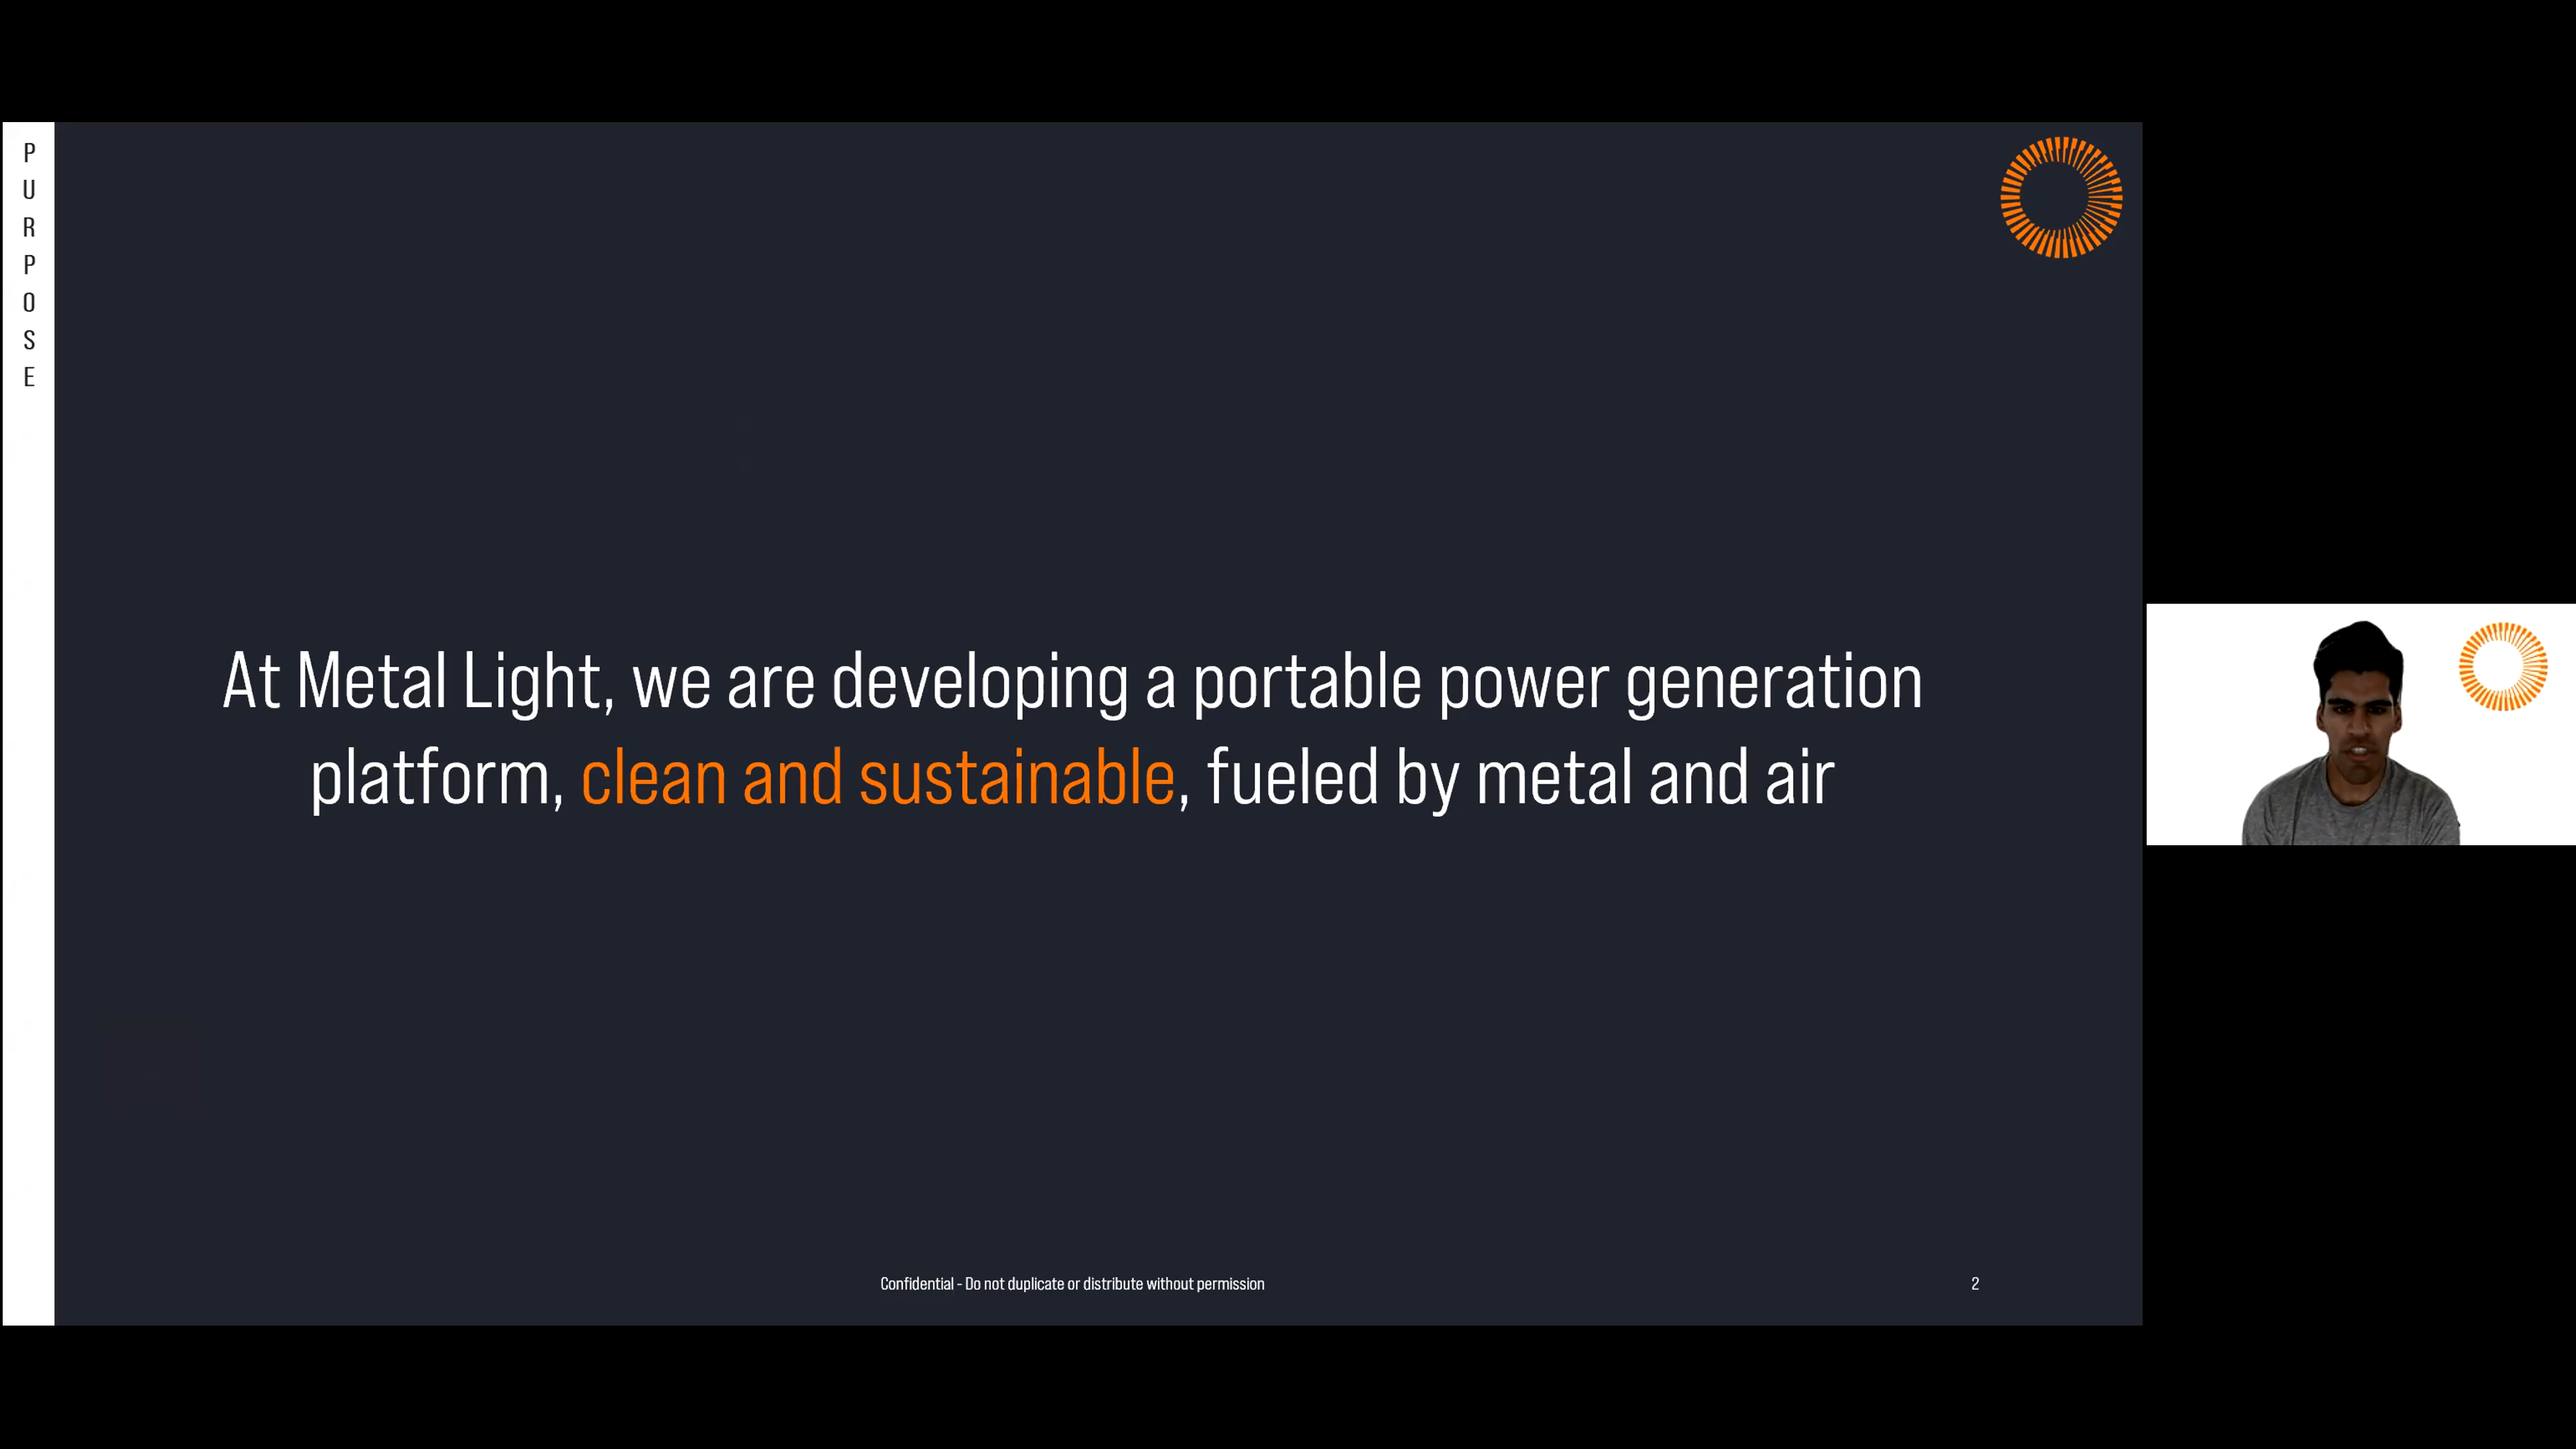 PURPOSE
At Metal Light, we are developing a portable power generation
platform, clean and sustainable, fueled by metal and air
Confidential - Do not duplicate or distribute without permission
2